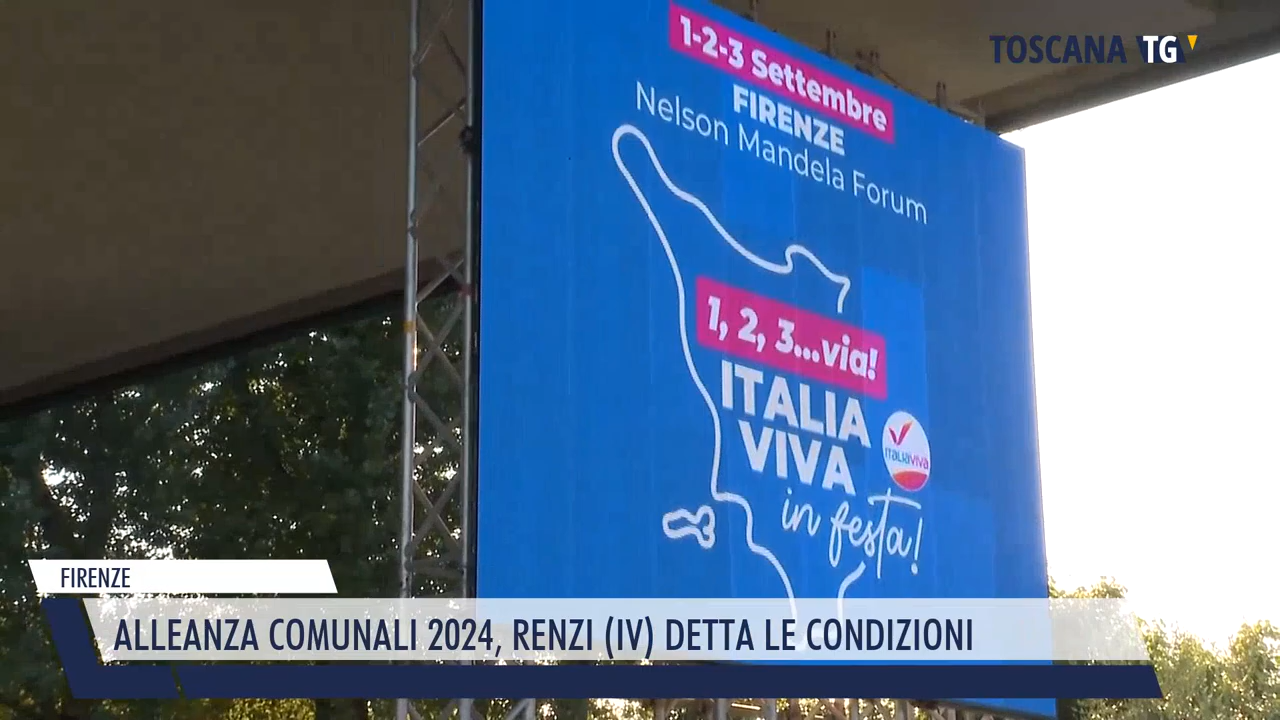 TOSCANA TG
1-2-3 Settembre
FIRENZE
Nelson Mandela Forum
1, 2, 3...via!
ITALIA
VIVA
in festa!
ITALIAVIVA
FIRENZE
ALLEANZA COMUNALI 2024, RENZI (IV) DETTA LE CONDIZIONI